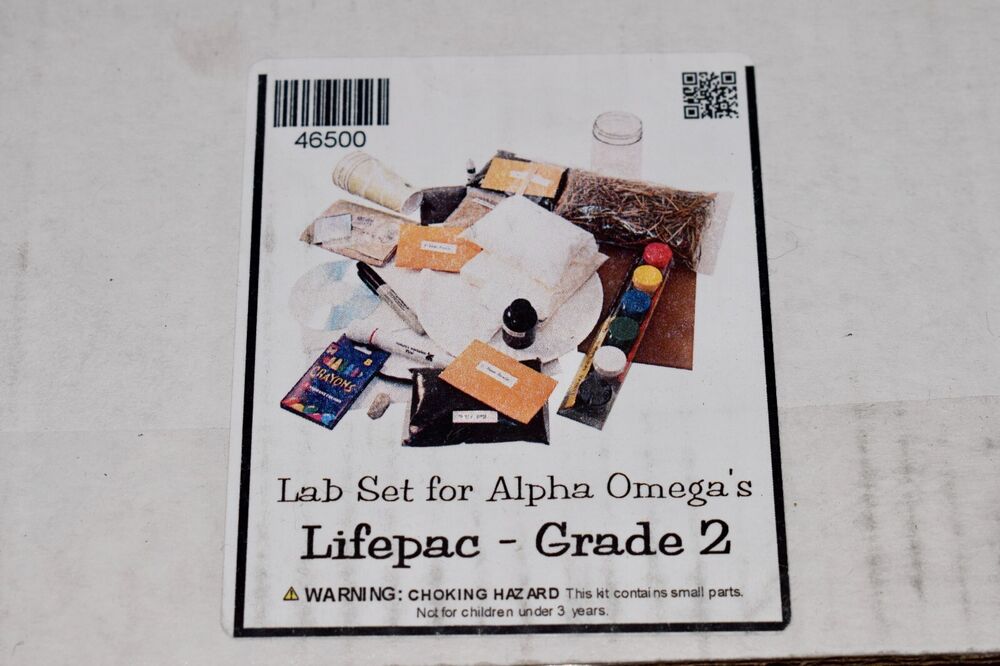 46500
CRAYONS
Lab Set for Alpha Omega's
Lifepac - Grade 2
WARNING: CHOKING HAZARD This kit contains small parts.
Not for children under 3 years.